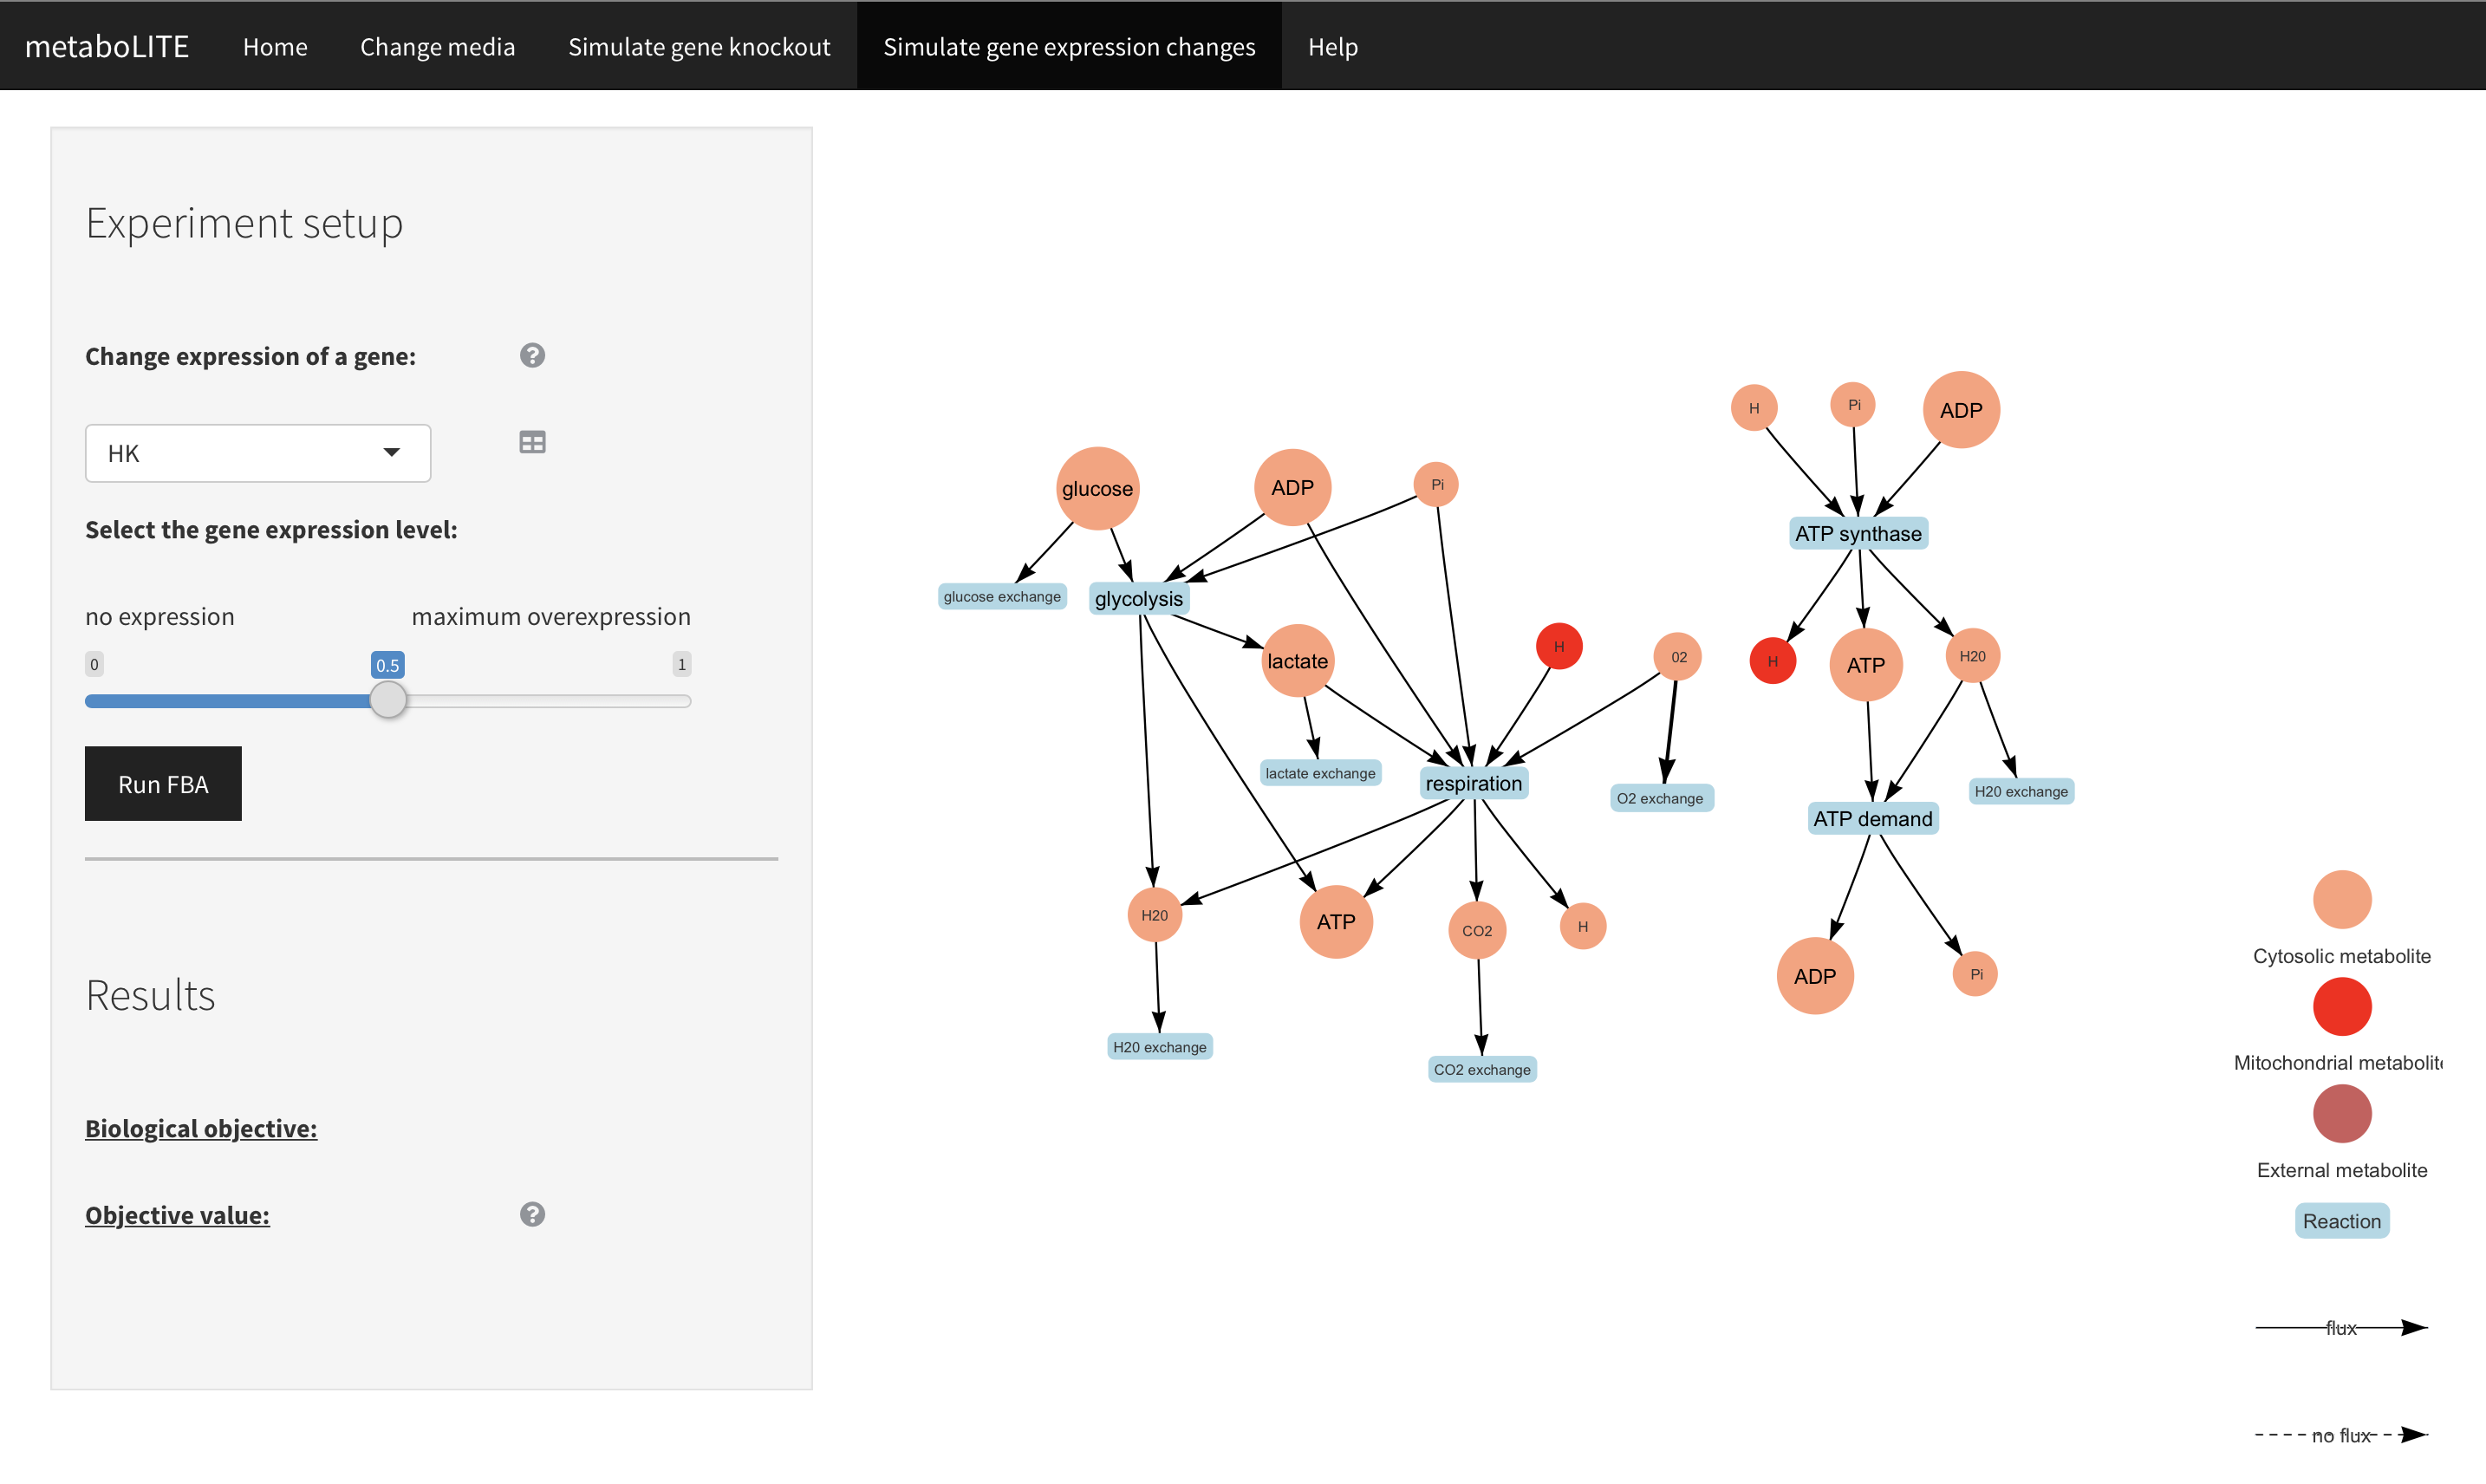 metaboLITE Home Change media Simulate gene knockout Simulate gene expression changes Help
Experiment setup
Change expression of a gene: ?
HK
Select the gene expression level:
no expression maximum overexpression
0 0.5 1
Run FBA
Results
Biological objective:
Objective value: ?
H Pi ADP
glucose ADP Pi
ATP synthase
glucose exchange glycolysis
lactate H 02 H ATP H20
lactate exchange respiration O2 exchange H20 exchange
ATP demand
H20 ATP CO2 H
ADP Pi
H20 exchange CO2 exchange
Cytosolic metabolite
Mitochondrial metabolite
External metabolite
Reaction
flux
no flux